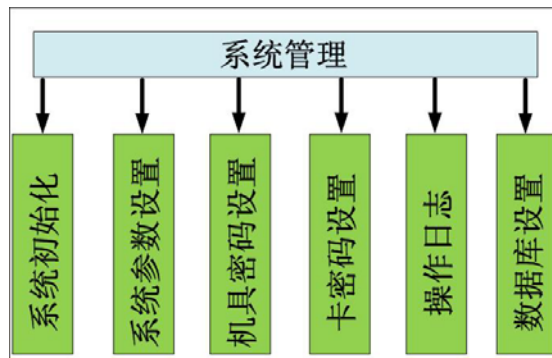 系统管理
系统初始化
系统参数设置
机具密码设置
卡密码设置
操作日志
数据库设置